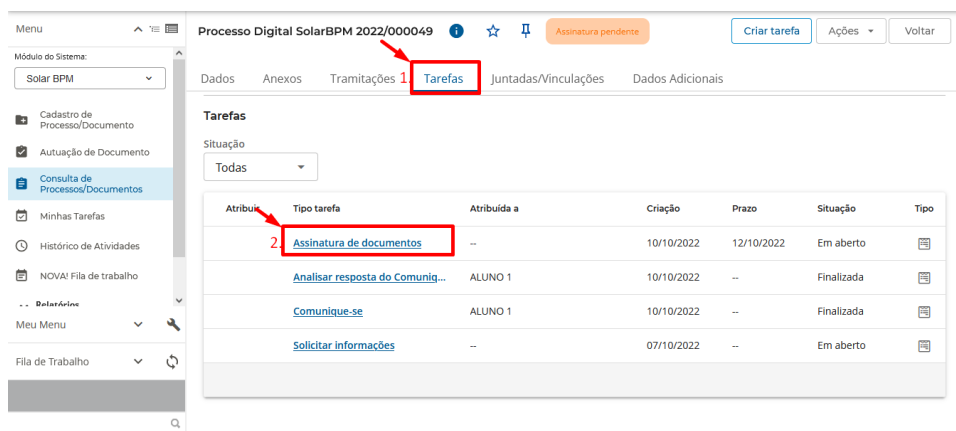 Menu
Módulo do Sistema:
Solar BPM
Cadastro de
Processo/Documento
Autuação de Documento
Consulta de
Processos/Documentos
Minhas Tarefas
Histórico de Atividades
NOVA! Fila de trabalho
Relatórios
Meu Menu
Fila de Trabalho
Processo Digital SolarBPM 2022/000049
Assinatura pendente
Criar tarefa
Ações
Voltar
Dados Anexos Tramitações 1. Tarefas Juntadas/Vinculações Dados Adicionais
Tarefas
Situação
Todas
Atribuir Tipo tarefa Atribuída a Criação Prazo Situação Tipo
2. Assinatura de documentos -- 10/10/2022 12/10/2022 Em aberto
Analisar resposta do Comuniq... ALUNO 1 10/10/2022 -- Finalizada
Comunique-se ALUNO 1 10/10/2022 -- Finalizada
Solicitar informações -- 07/10/2022 -- Em aberto